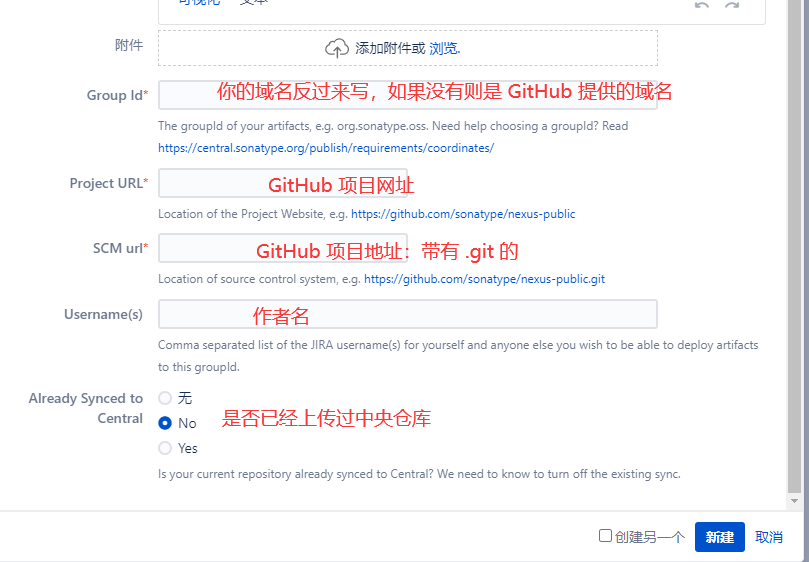 可视化 文本
附件
添加附件或 浏览.
Group Id*
你的域名反过来写，如果没有则是 GitHub 提供的域名
The groupId of your artifacts, e.g. org.sonatype.oss. Need help choosing a groupId? Read
https://central.sonatype.org/publish/requirements/coordinates/
Project URL*
GitHub 项目网址
Location of the Project Website, e.g. https://github.com/sonatype/nexus-public
SCM url*
GitHub 项目地址：带有 .git 的
Location of source control system, e.g. https://github.com/sonatype/nexus-public.git
Username(s)
作者名
Comma separated list of the JIRA username(s) for yourself and anyone else you wish to be able to deploy artifacts
to this groupId.
Already Synced to
Central
无
No
是否已经上传过中央仓库
Yes
Is your current repository already synced to Central? We need to know to turn off the existing sync.
创建另一个 新建 取消